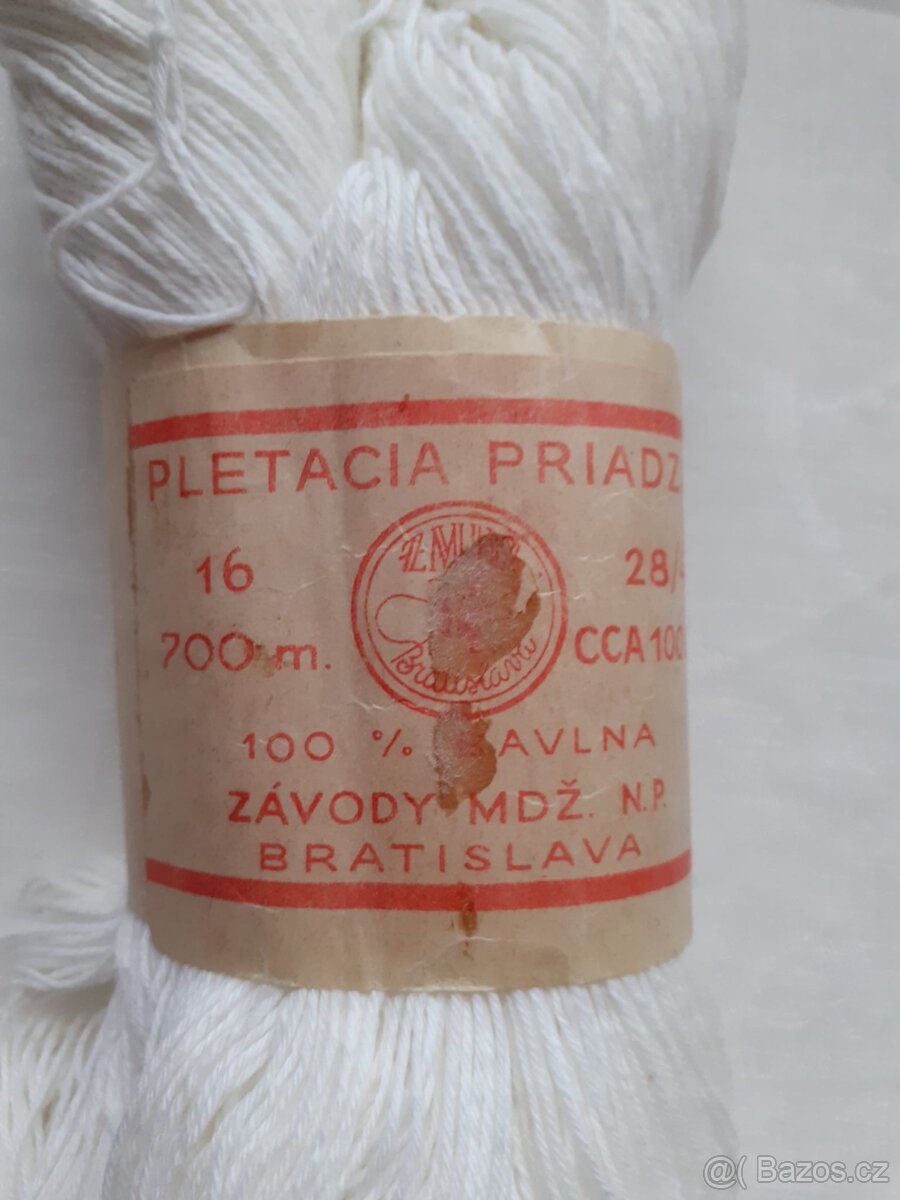 PLETACIA PRIADZ
16
28/
700 m.
CCA 100
Bratislava
100 %
AVLNA
ZÁVODY MDŽ. N.P.
BRATISLAVA
@( Bazos.cz